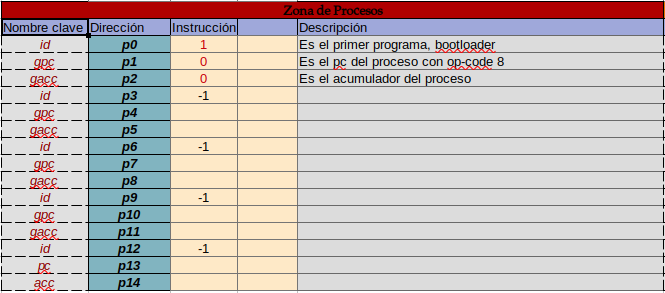 Zona de Procesos
Nombre clave Dirección Instrucción Descripción
id p0 1 Es el primer programa, bootloader
gpc p1 0 Es el pc del proceso con op-code 8
gacc p2 0 Es el acumulador del proceso
id p3 -1
gpc p4
gacc p5
id p6 -1
gpc p7
gacc p8
id p9 -1
gpc p10
gacc p11
id p12 -1
pc p13
acc p14